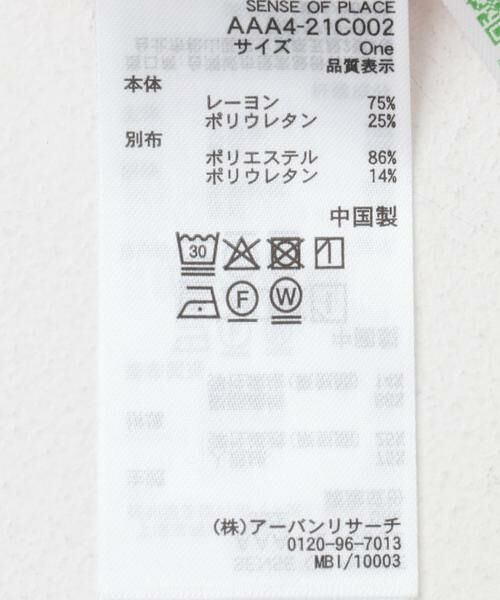 SENSE OF PLACE
AAA4-21C002
サイズ One
品質表示
本体
レーヨン 75%
ポリウレタン 25%
別布
ポリエステル 86%
ポリウレタン 14%
中国製
30
F W
(株)アーバンリサーチ
0120-96-7013
MBI/10003